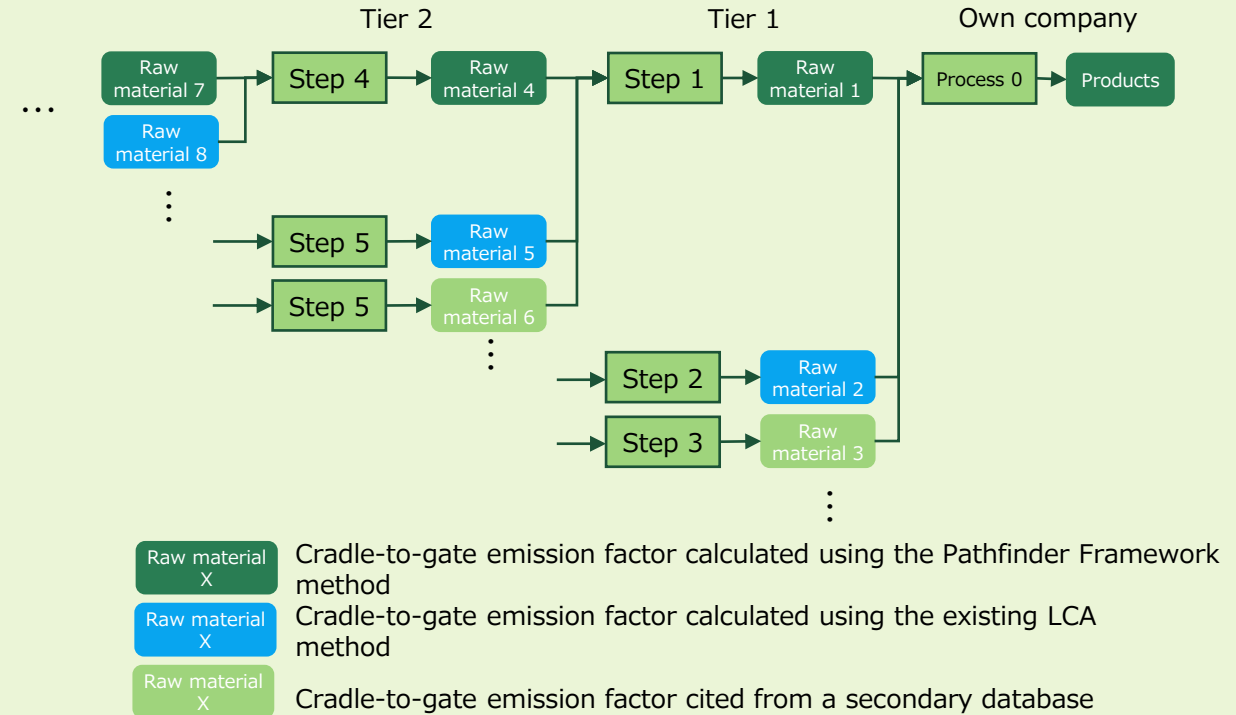 Tier 2
Tier 1
Own company
Raw
material 7
Step 4
Raw
material 4
Step 1
Raw
material 1
Process 0
Products
...
Raw
material 8
⋮
Step 5
Raw
material 5
Step 5
Raw
material 6
⋮
Step 2
Raw
material 2
Step 3
Raw
material 3
⋮
Raw material
X
Cradle-to-gate emission factor calculated using the Pathfinder Framework
method
Raw material
X
Cradle-to-gate emission factor calculated using the existing LCA
method
Raw material
X
Cradle-to-gate emission factor cited from a secondary database